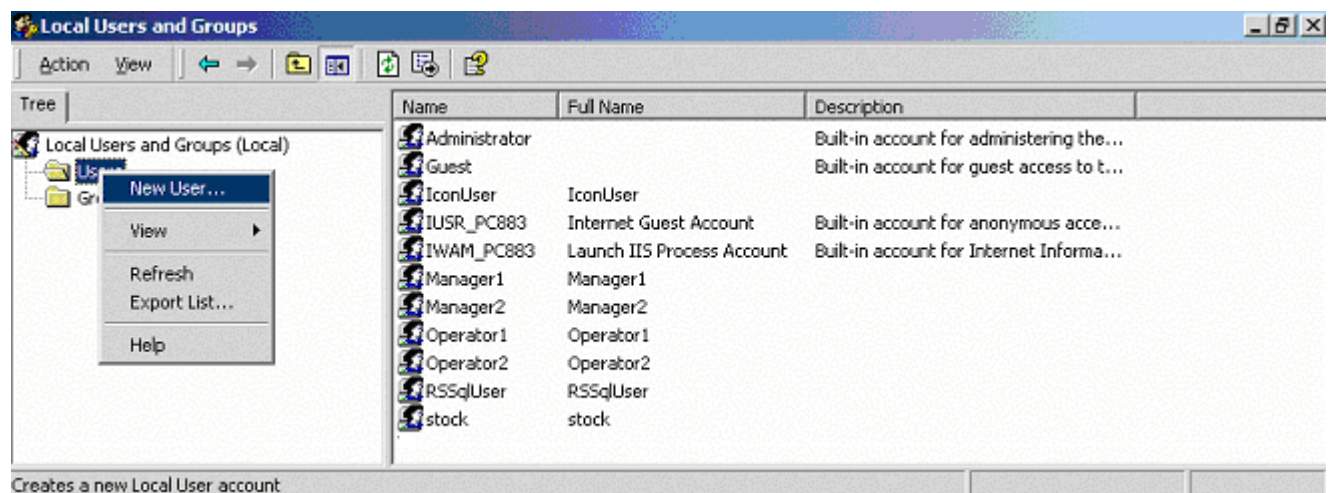 Local Users and Groups
Action View
Tree
Name Full Name Description
Local Users and Groups (Local)
New User...
View
Refresh
Export List...
Help
Administrator Built-in account for administering the...
Guest Built-in account for guest access to t...
IconUser IconUser
IUSR_PC883 Internet Guest Account Built-in account for anonymous acce...
IWAM_PC883 Launch IIS Process Account Built-in account for Internet Informa...
Manager1 Manager1
Manager2 Manager2
Operator1 Operator1
Operator2 Operator2
RSSqlUser RSSqlUser
stock stock
Creates a new Local User account